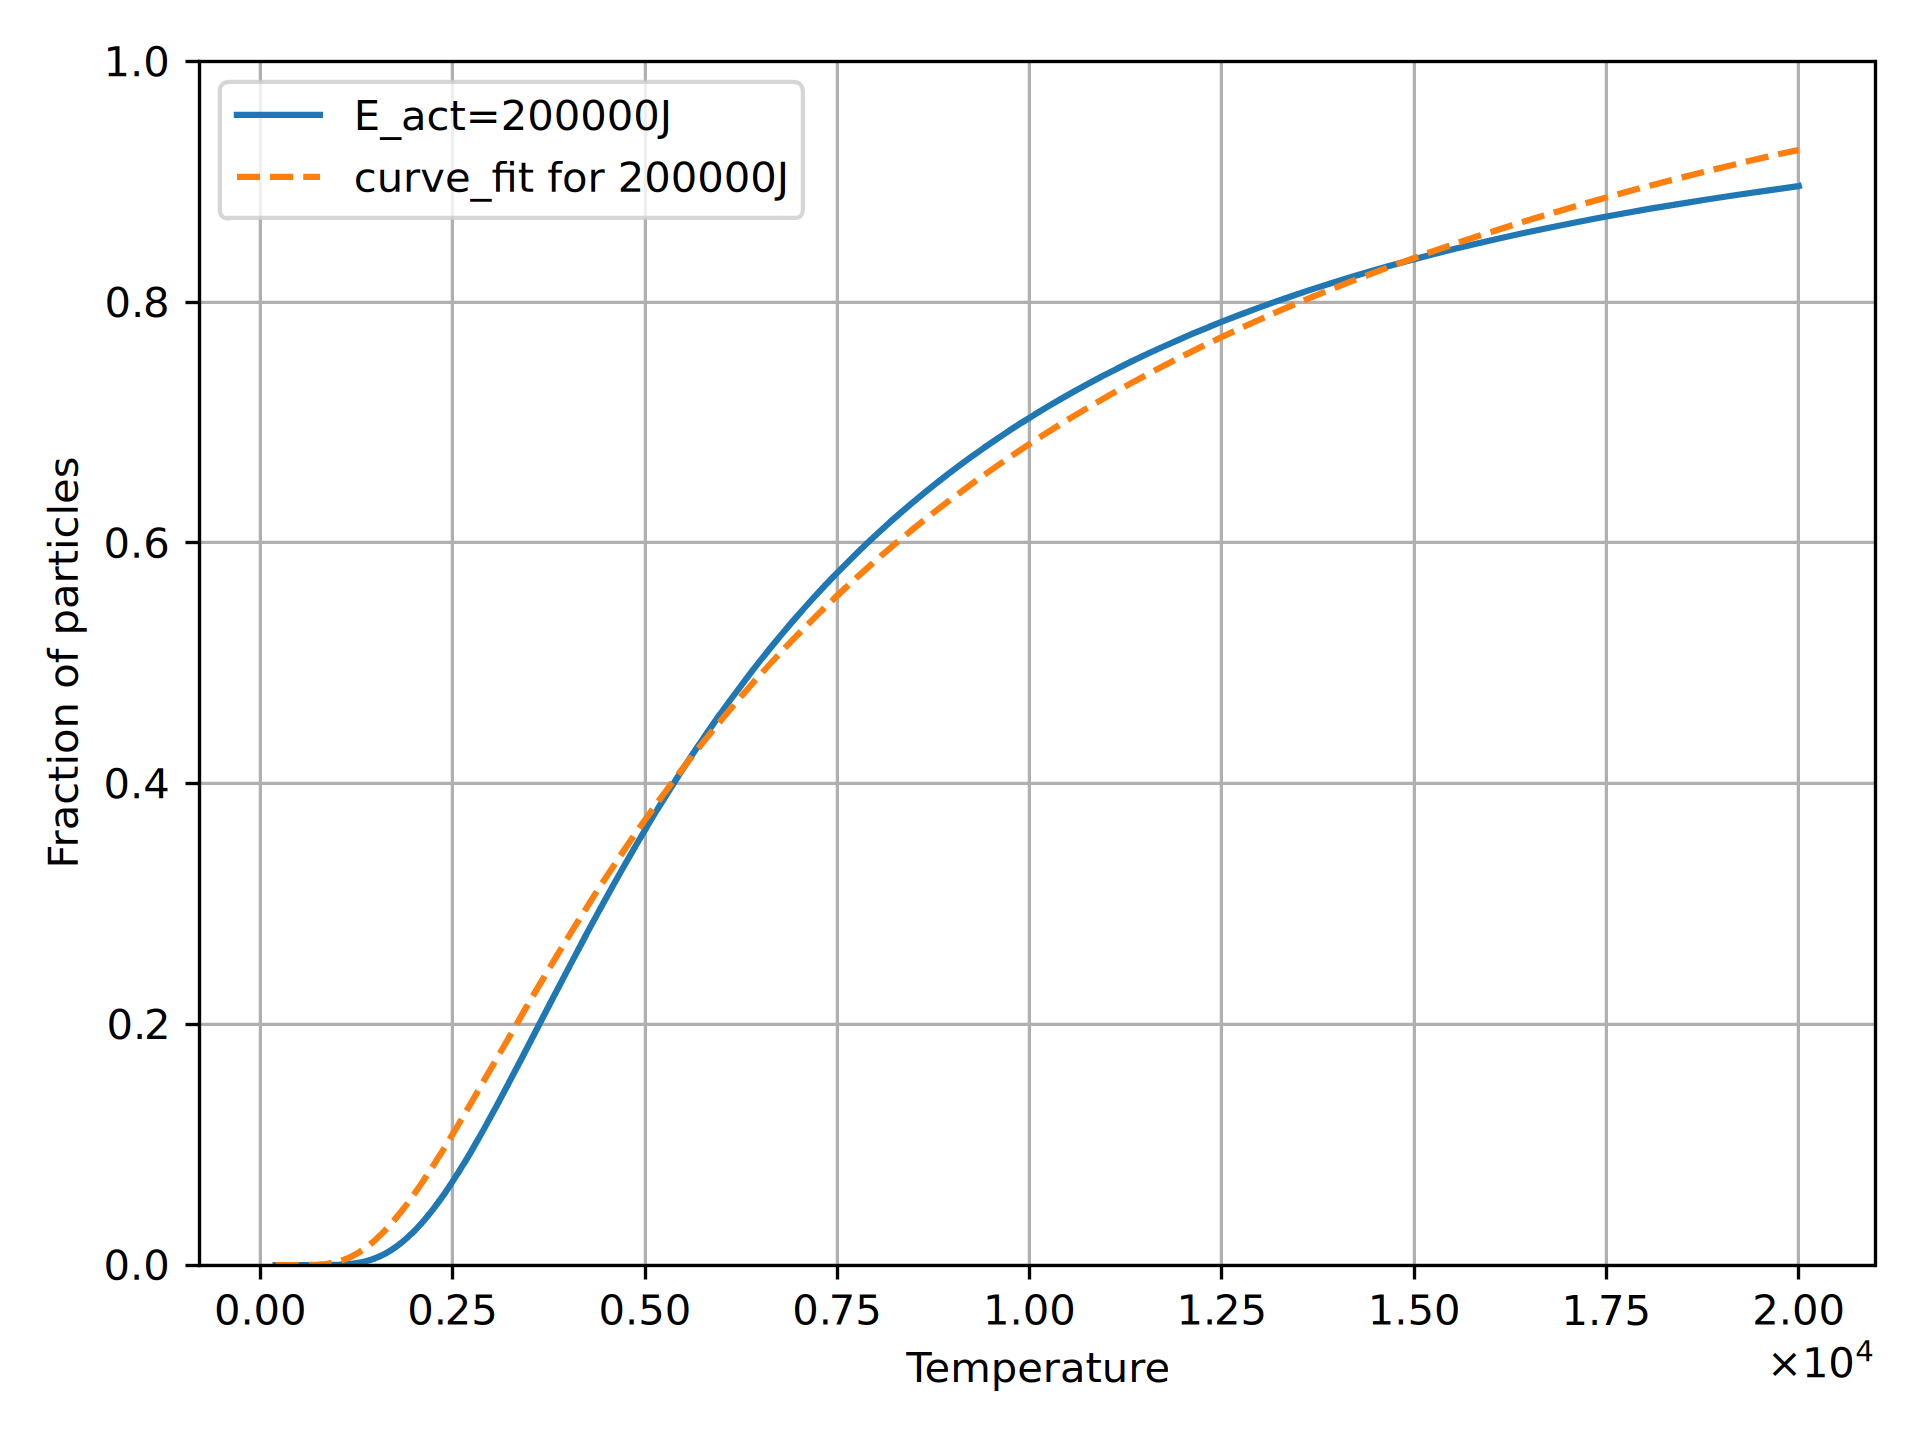 1.0
0.8
0.6
0.4
0.2
0.0
Fraction of particles
E_act=200000J
curve_fit for 200000J
0.00 0.25 0.50 0.75 1.00 1.25 1.50 1.75 2.00
×10⁴
Temperature